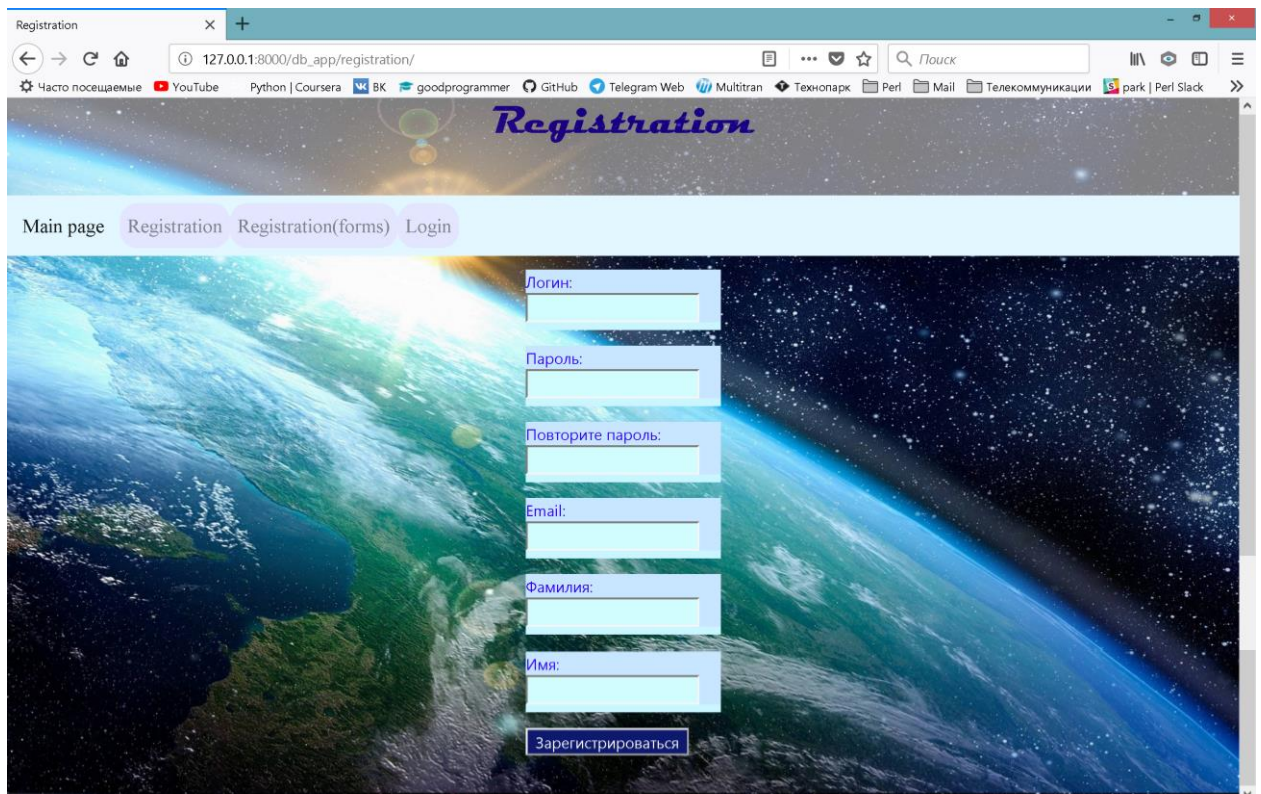 Registration
127.0.0.1:8000/db_app/registration/
Поиск
Часто посещаемые YouTube Python | Coursera ВК goodprogrammer GitHub Telegram Web Multitran Технопарк Perl Mail Телекоммуникации park | Perl Slack
Registration
Main page Registration Registration(forms) Login
Логин:
Пароль:
Повторите пароль:
Email:
Фамилия:
Имя:
Зарегистрироваться